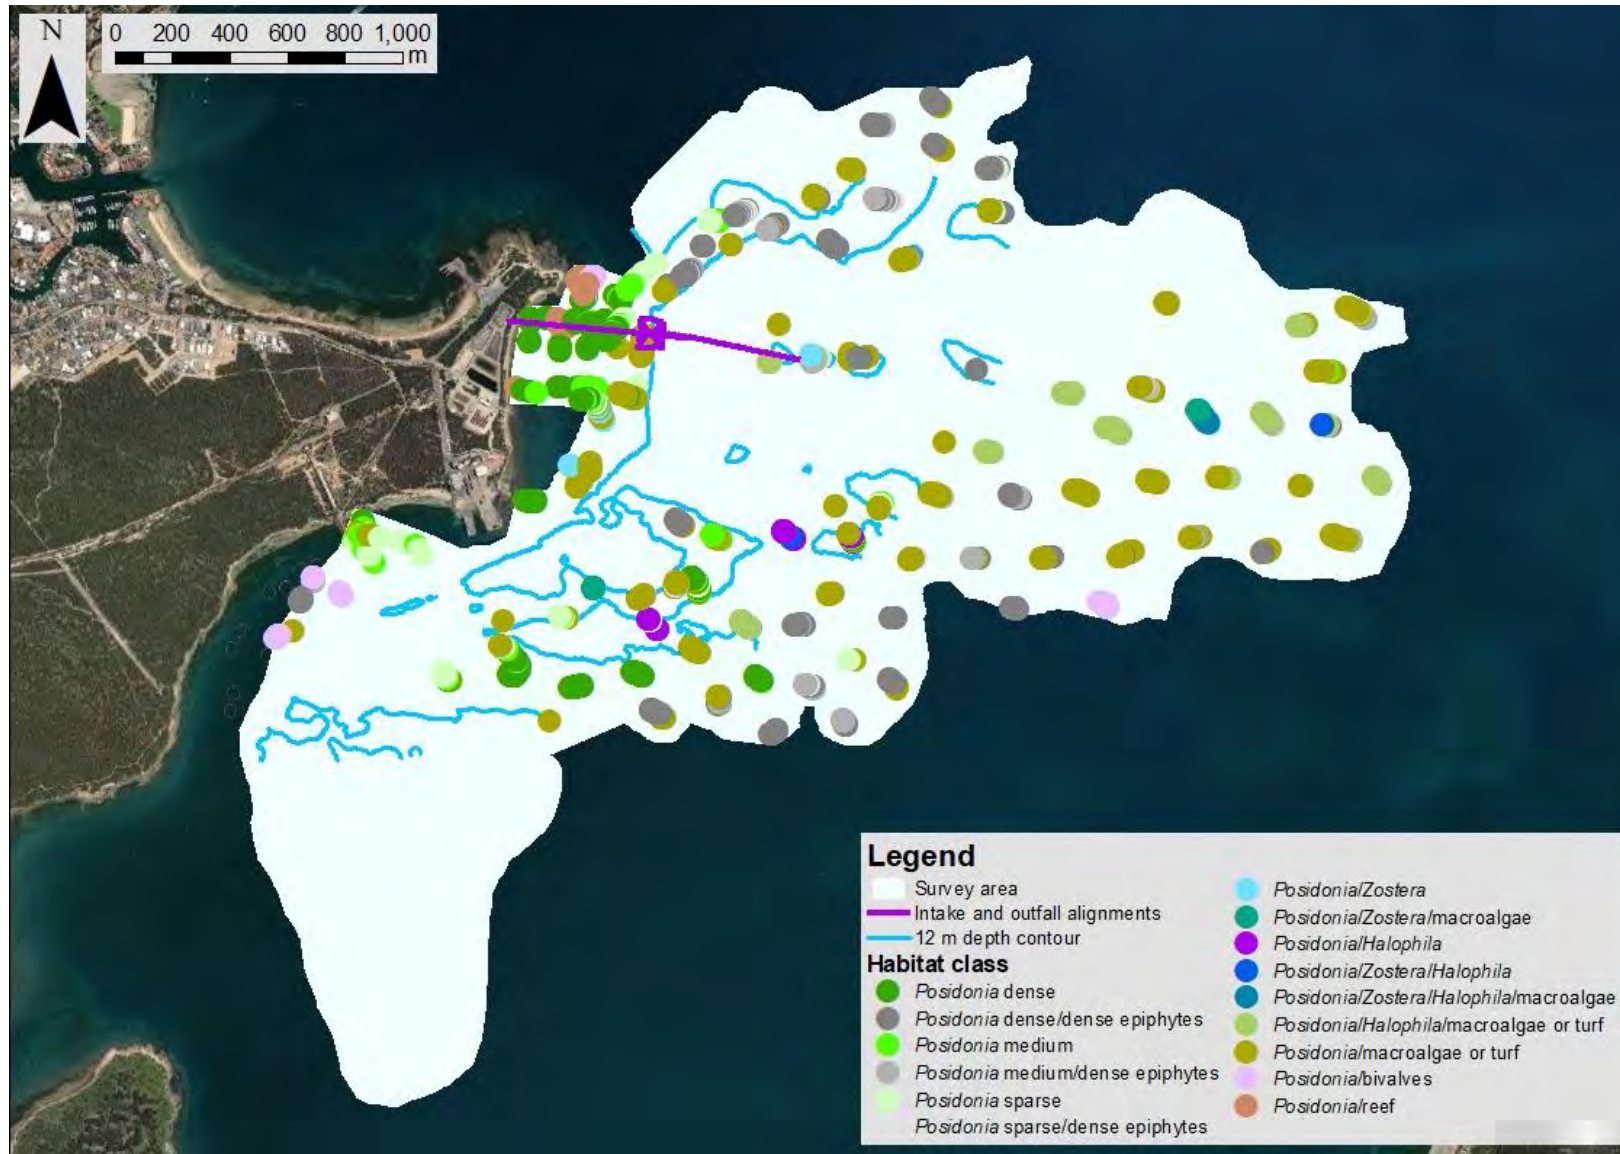 N
0 200 400 600 800 1,000
m
Legend
Survey area
Intake and outfall alignments
12 m depth contour
Habitat class
Posidonia dense
Posidonia dense/dense epiphytes
Posidonia medium
Posidonia medium/dense epiphytes
Posidonia sparse
Posidonia sparse/dense epiphytes
Posidonia/Zostera
Posidonia/Zostera/macroalgae
Posidonia/Halophila
Posidonia/Zostera/Halophila
Posidonia/Zostera/Halophila/macroalgae
Posidonia/Halophila/macroalgae or turf
Posidonia/macroalgae or turf
Posidonia/bivalves
Posidonia/reef